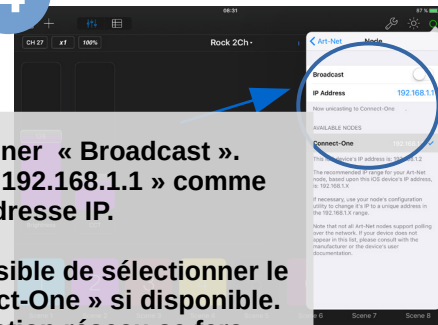 08:31
87 %
CH 27 x1 100%
Rock 2Ch
Art-Net Node
Broadcast
IP Address 192.168.1.1
Now unicasting to Connect-One
AVAILABLE NODES
Connect-One
This iOS device's IP address is: 192.168.1.2
The recommended IP range for your Art-Net
node, based upon this iOS device's IP address,
is: 192.168.1.X
If necessary, use your node's configuration
utility to change it's IP to a unique address in
the 192.168.1.X range.
Note that not all Art-Net nodes support polling
over the network. If your device does not
appear in this list, please consult with the
manufacturer or the device's user
documentation.
ner « Broadcast ».
192.168.1.1 » comme
dresse IP.
sible de sélectionner le
ect-One » si disponible.
Scene 7 Scene 8